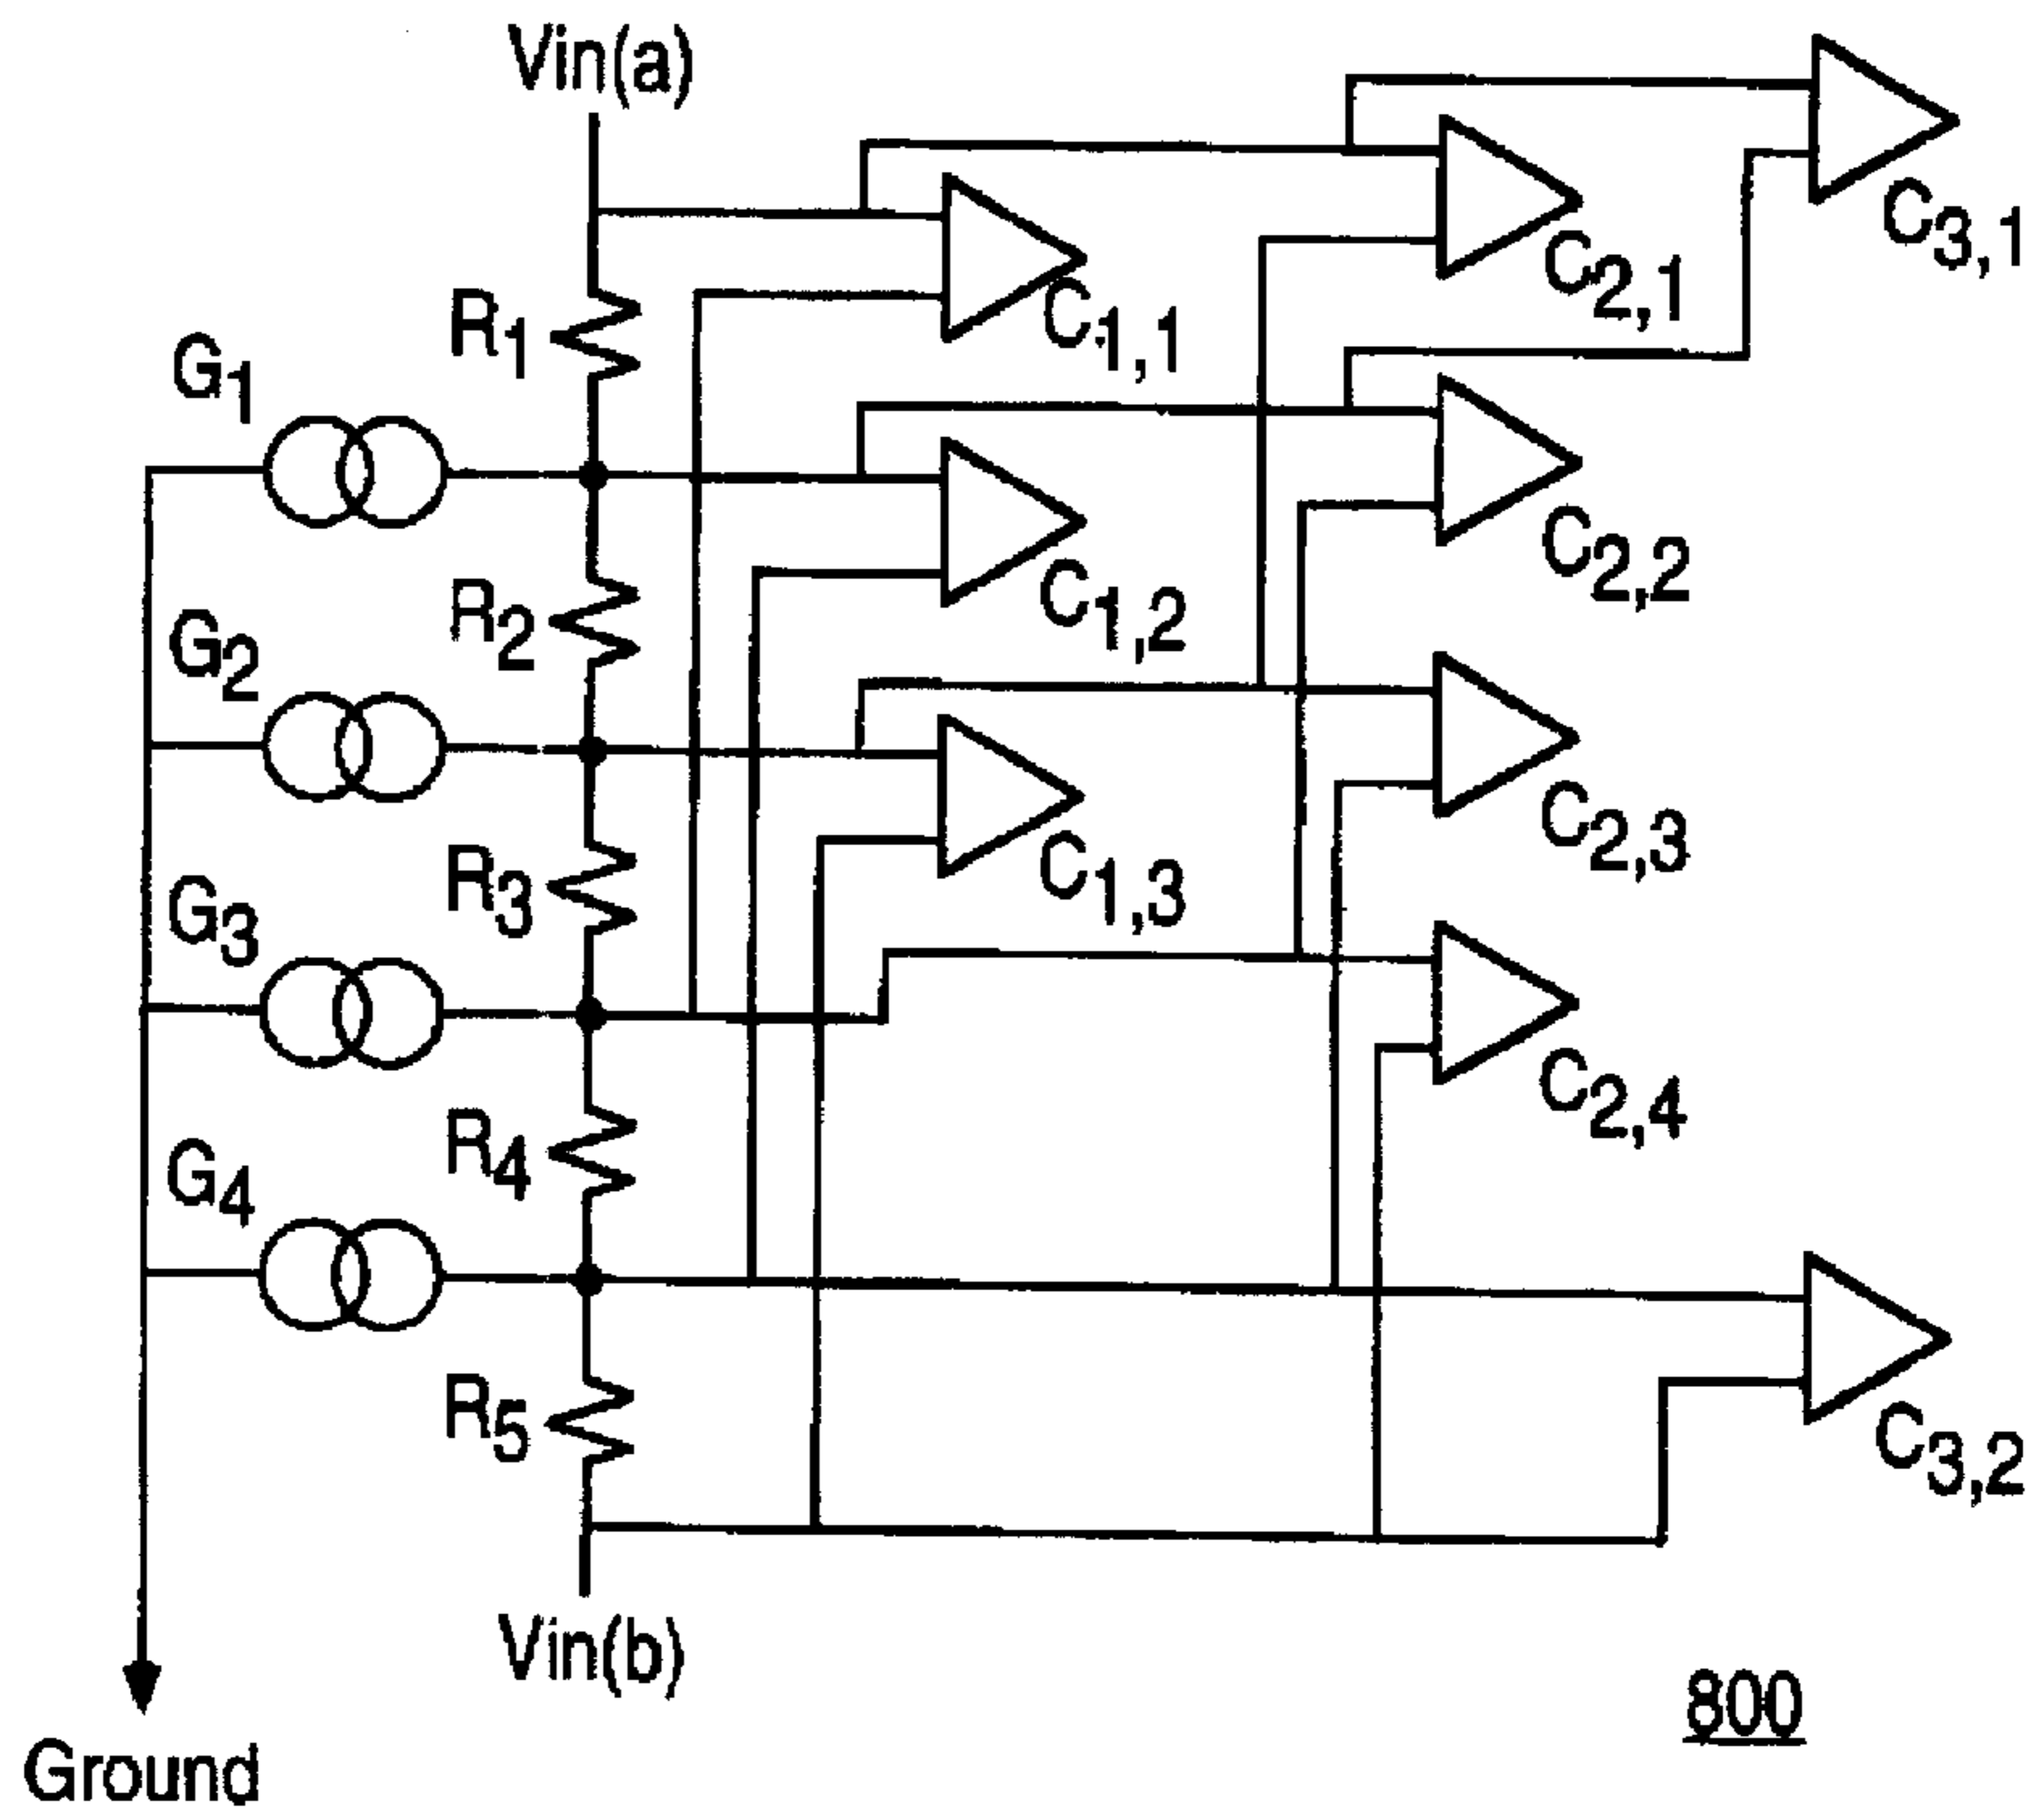 Vin(a)
C3,1
C2,1
R1
C1,1
G1
C2,2
R2
C1,2
G2
C2,3
R3
C1,3
G3
C2,4
R4
G4
R5
C3,2
Vin(b)
800
Ground